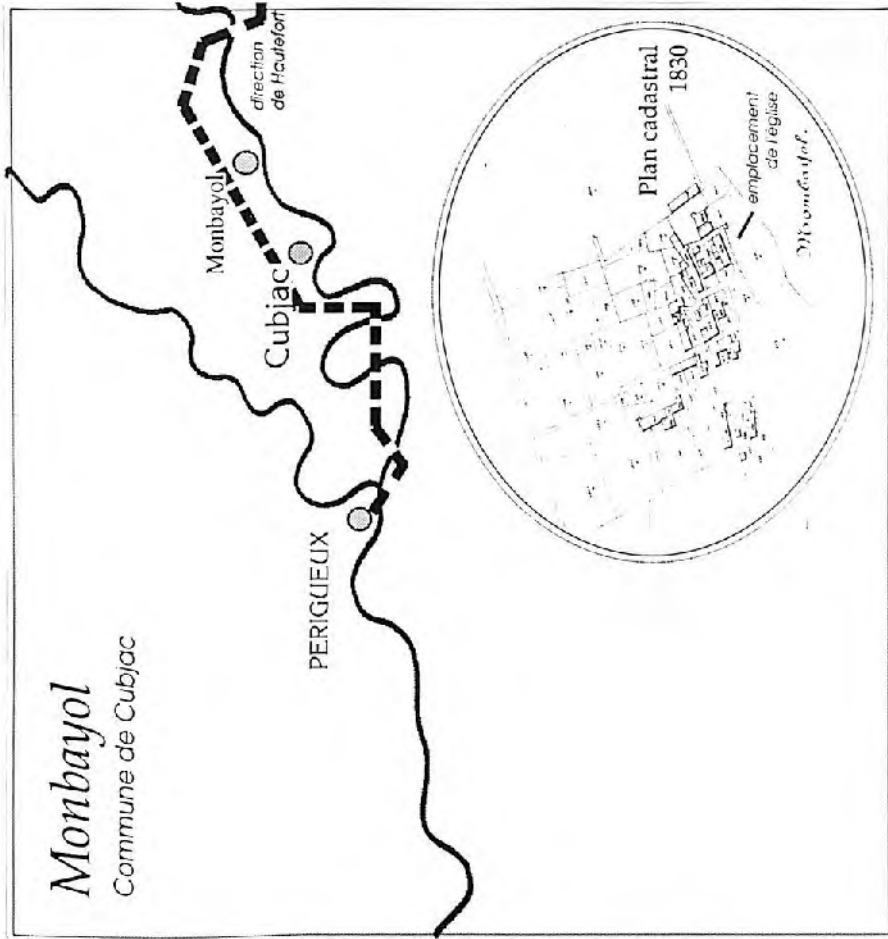 Monbayol
Commune de Cubjac
PERIGUEUX
Cubjac
Monbayol
direction
de Hautefort
Plan cadastral
1830
emplacement
de l'église